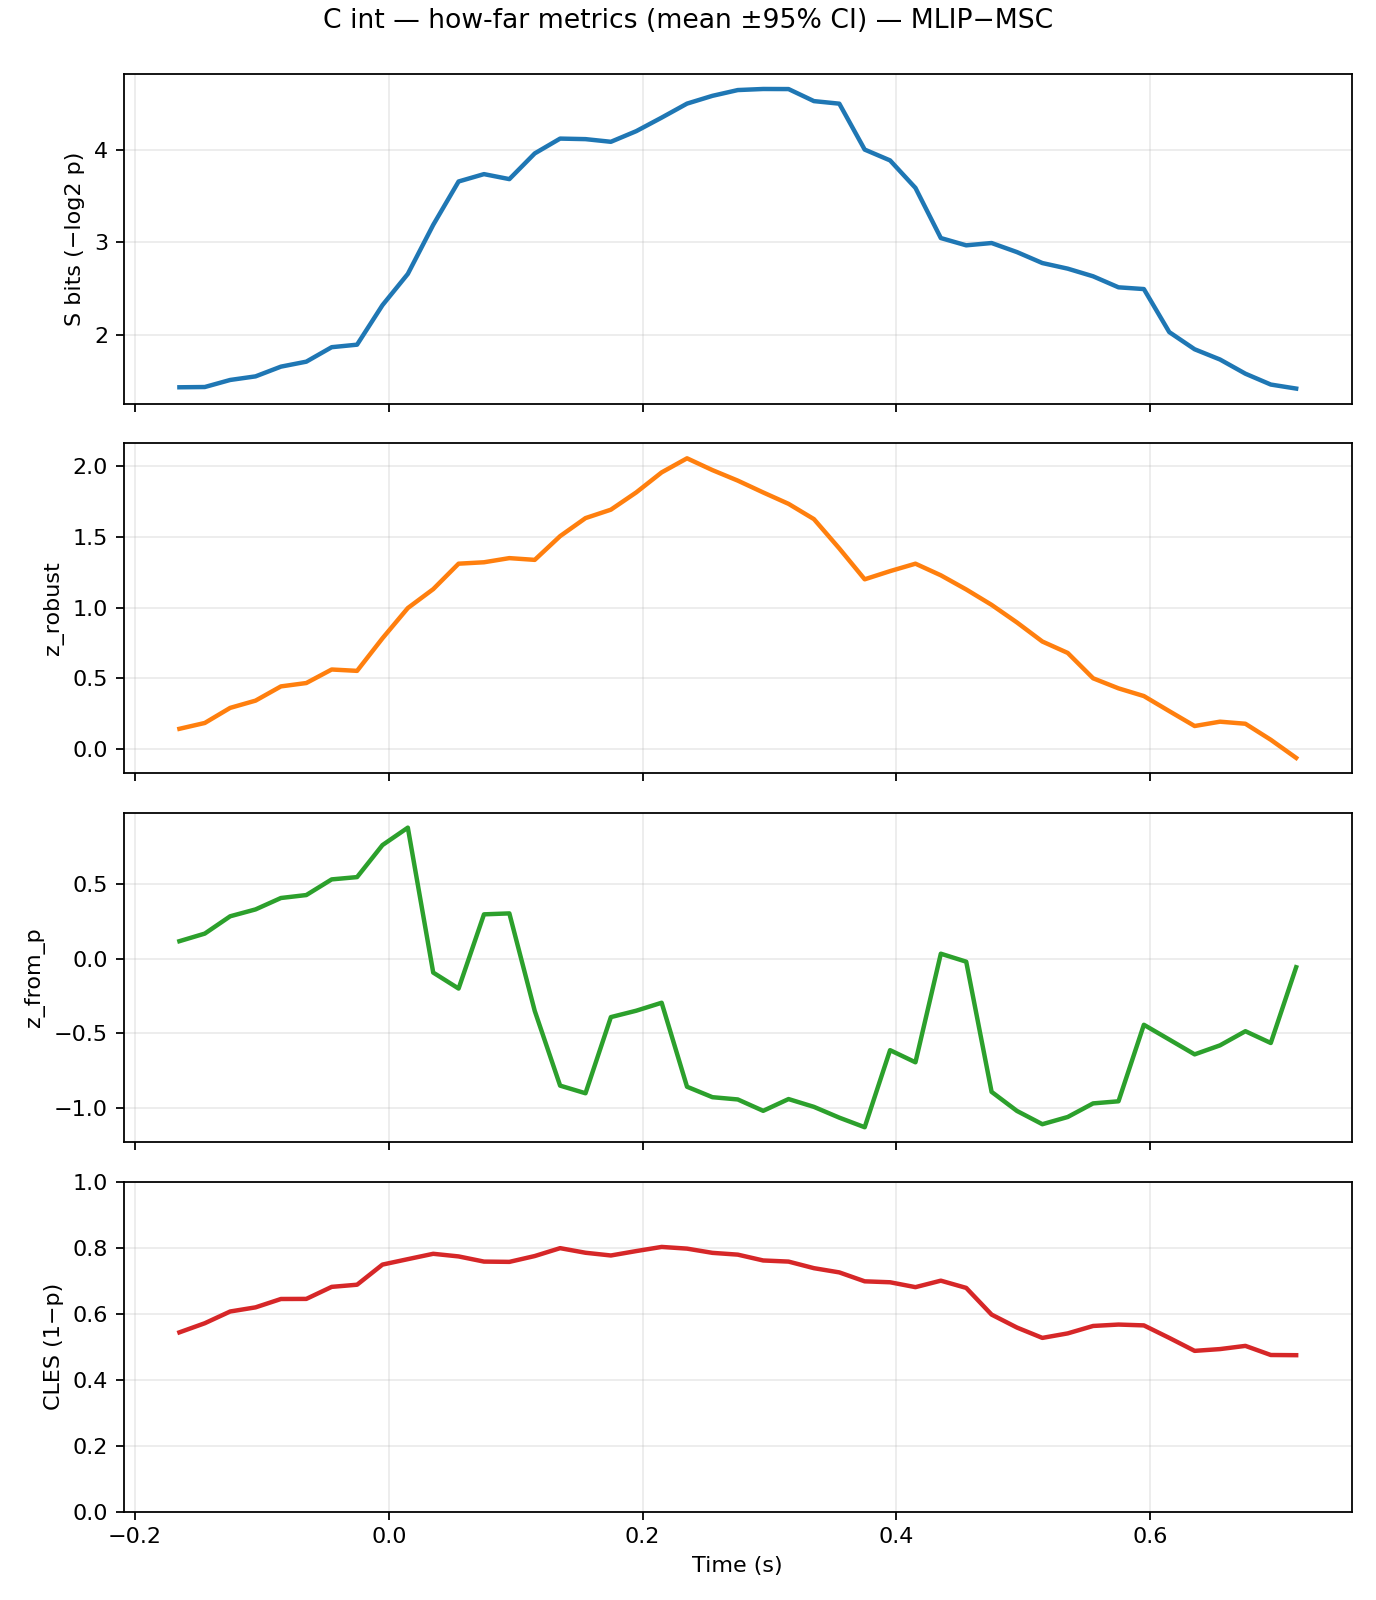 C int — how-far metrics (mean ±95% CI) — MLIP−MSC
S bits (−log2 p)
4
3
2
z_robust
2.0
1.5
1.0
0.5
0.0
z_from_p
0.5
0.0
−0.5
−1.0
CLES (1−p)
1.0
0.8
0.6
0.4
0.2
0.0
−0.2 0.0 0.2 0.4 0.6
Time (s)